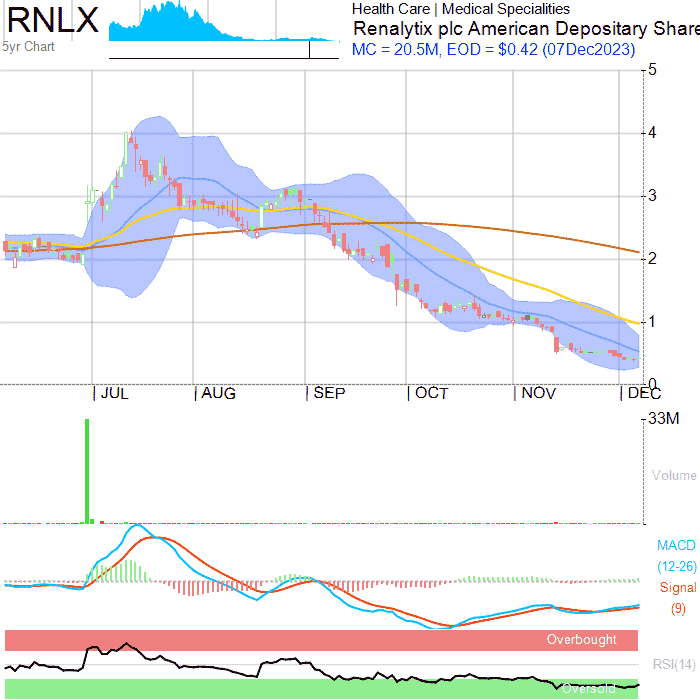 RNLX
5yr Chart
Health Care | Medical Specialities
Renalytix plc American Depositary Share
MC = 20.5M, EOD = $0.42 (07Dec2023)
5
4
3
2
1
0
JUL AUG SEP OCT NOV DEC
33M
Volume
MACD
(12-26)
Signal
(9)
Overbought
RSI(14)
Oversold